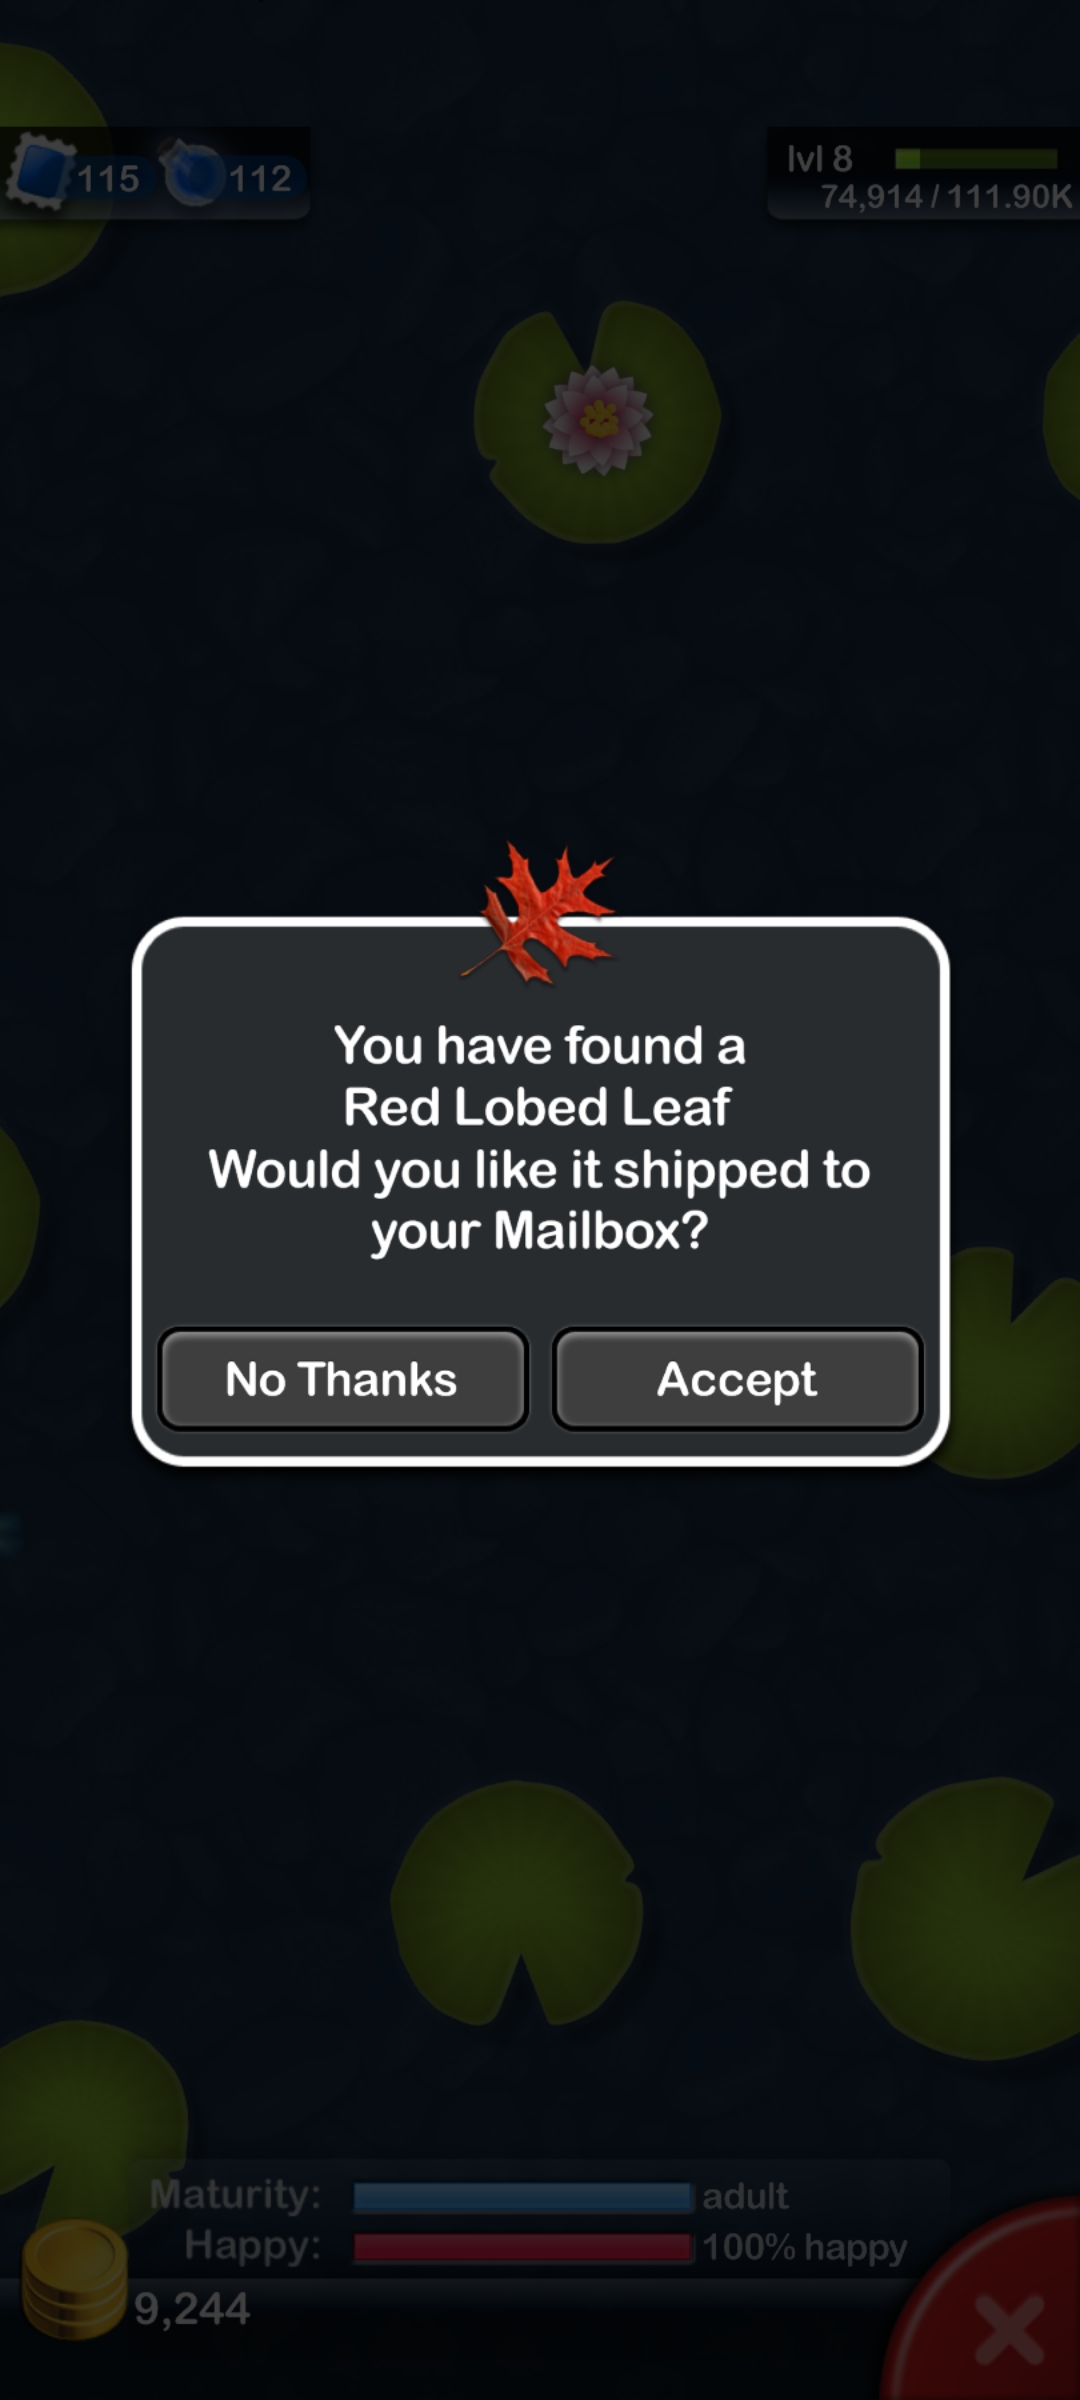 115 112
lvl 8
74,914 / 111.90K
You have found a
Red Lobed Leaf
Would you like it shipped to
your Mailbox?
No Thanks Accept
Maturity: adult
Happy: 100% happy
9,244